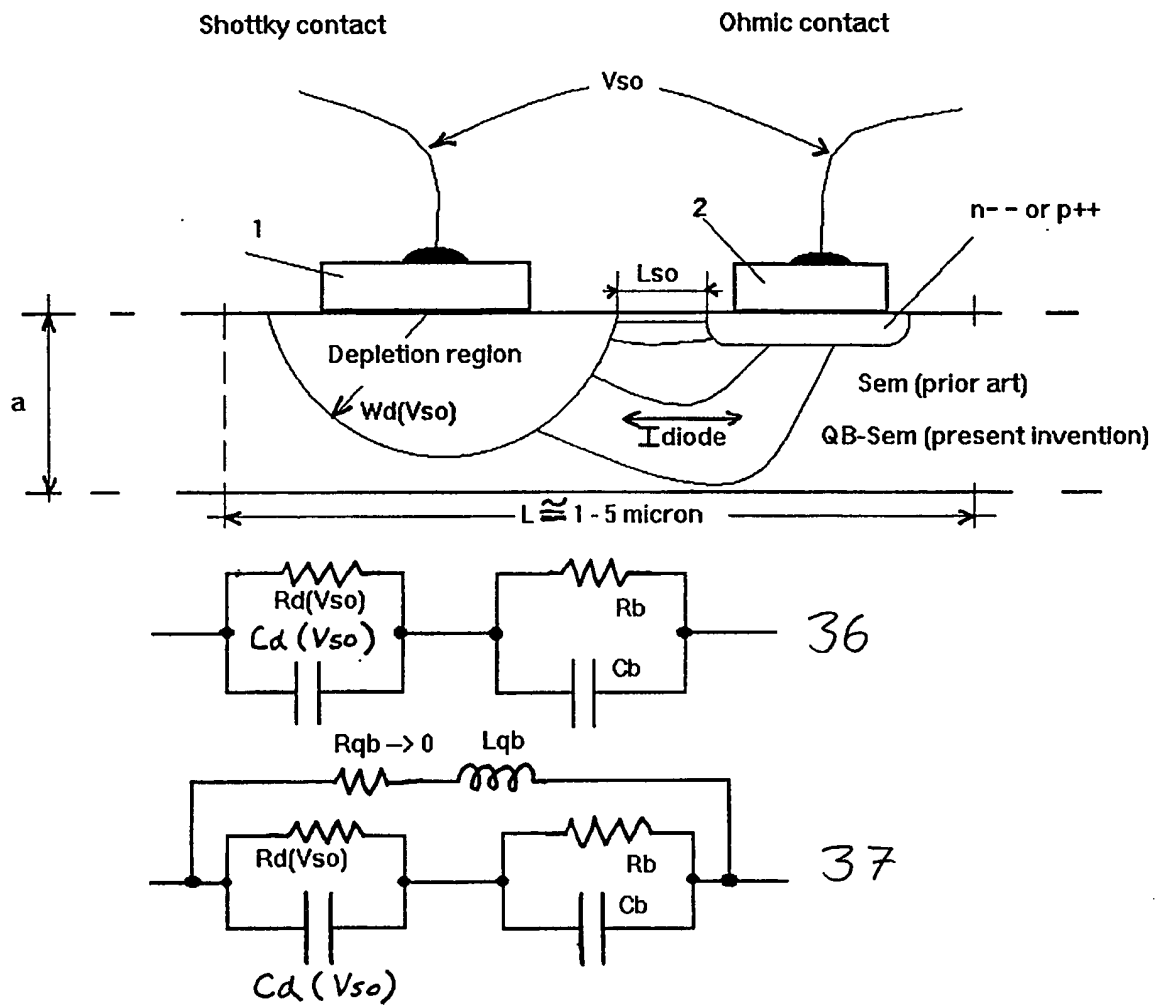 Shottky contact
Ohmic contact
Vso
n-- or p++
1
2
Lso
Depletion region
Wd(Vso)
a
Sem (prior art)
Idiode
QB-Sem (present invention)
L ≅ 1 - 5 micron
Rd(Vso)
Rb
36
Cd (Vso)
Cb
Rqb —> 0
Lqb
Rd(Vso)
Rb
37
Cb
Cd (Vso)